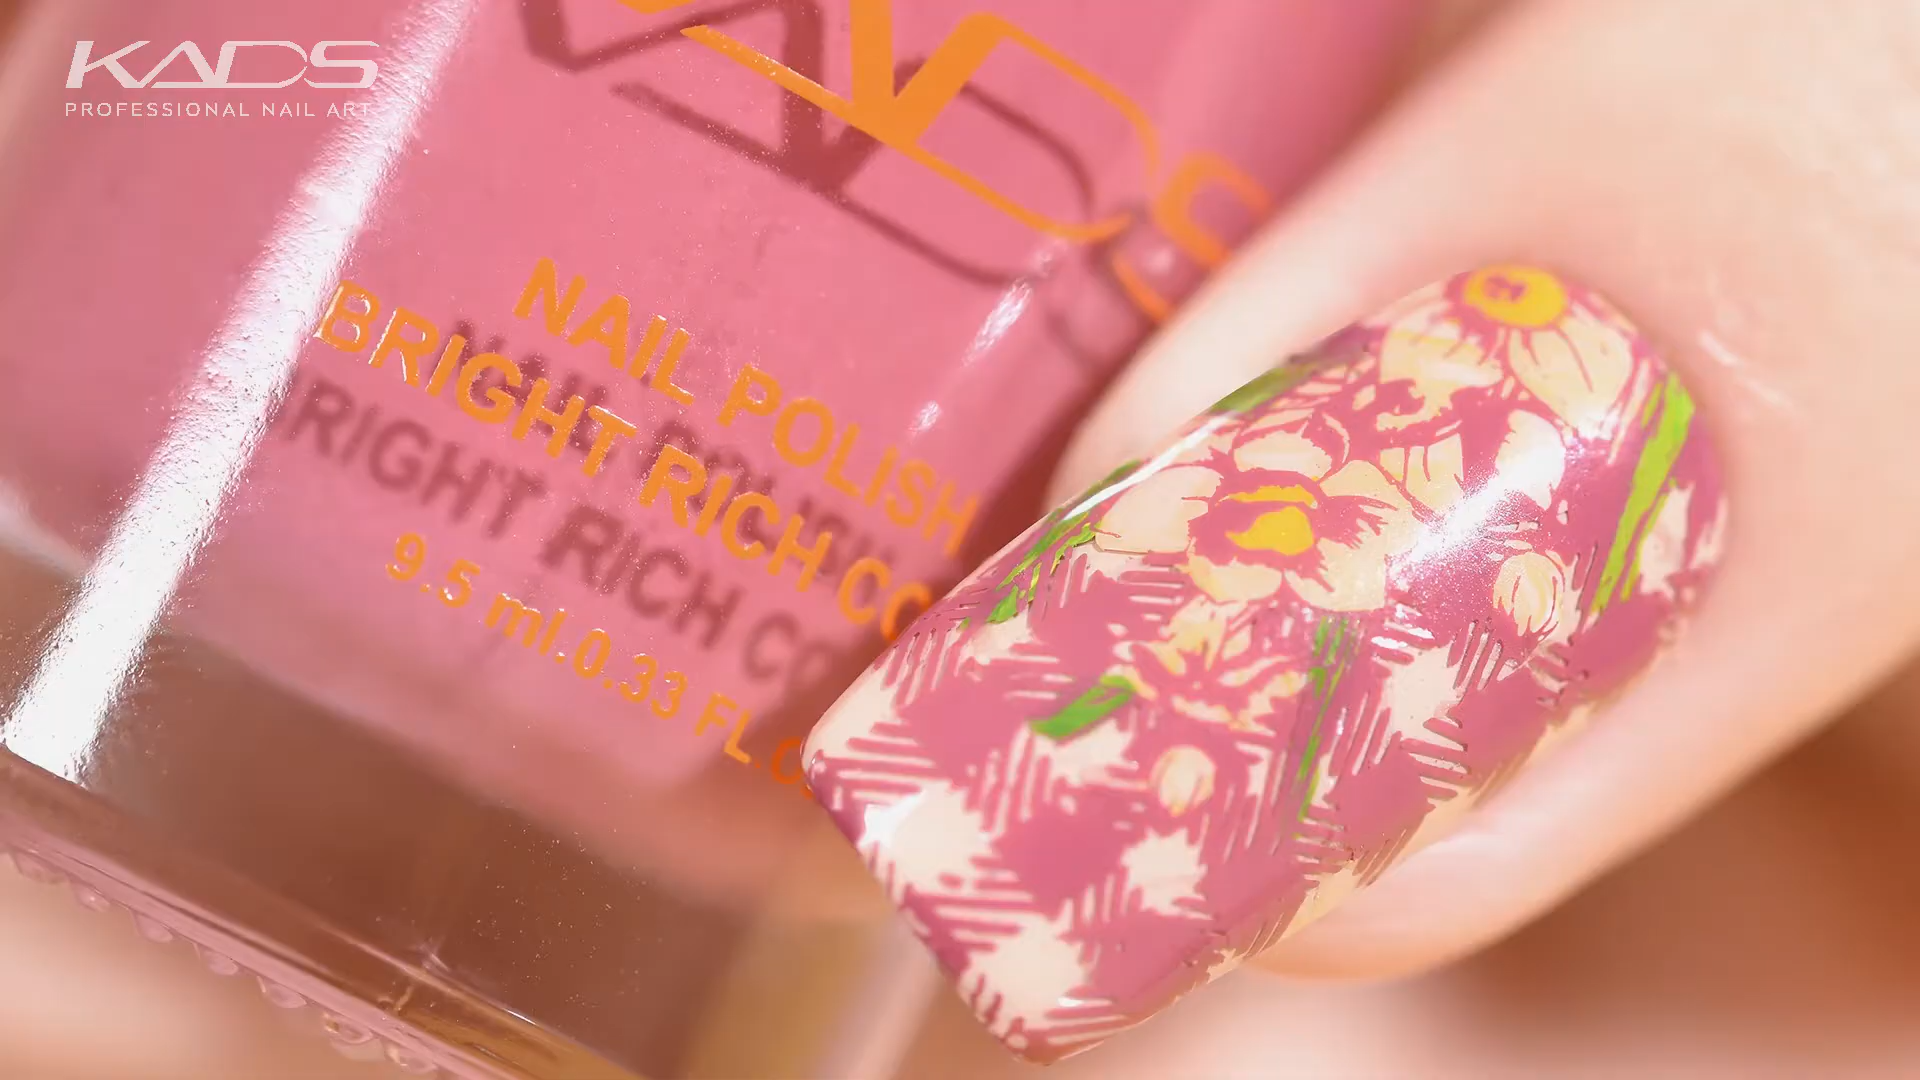 KADS
PROFESSIONAL NAIL ART
NAIL POLISH
BRIGHT RICH CO
9.5 ml.0.33 FL.O